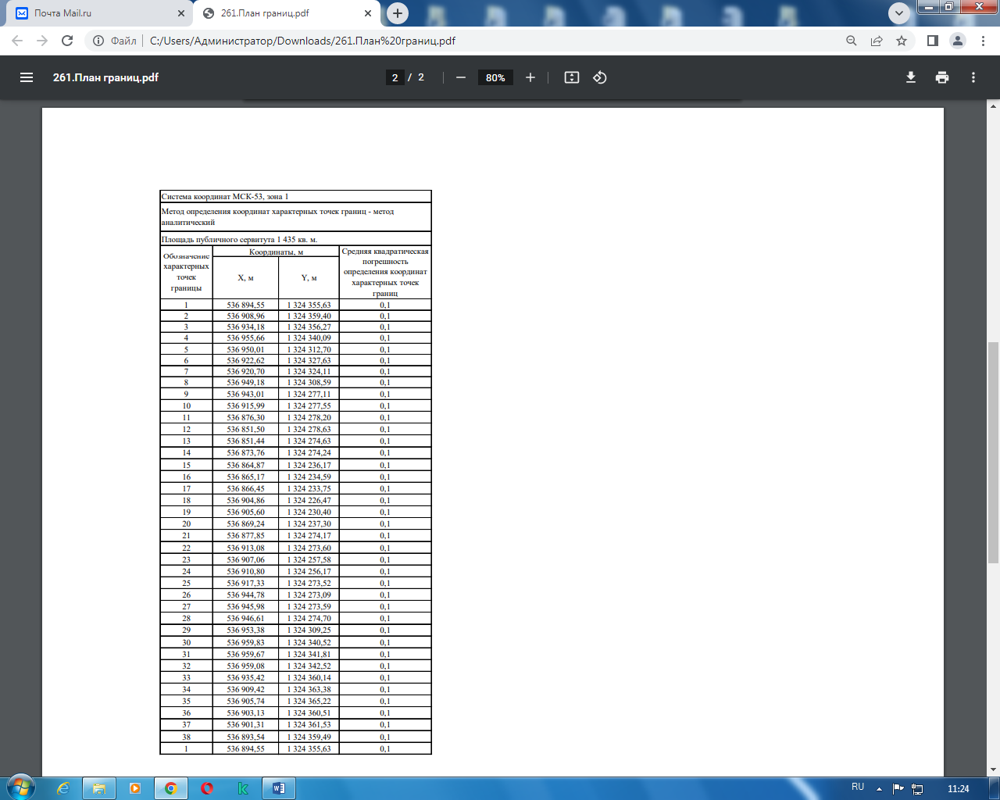 Почта Mail.ru
261.План границ.pdf
Файл C:/Users/Администратор/Downloads/261.План%20границ.pdf
261.План границ.pdf
2 / 2
80%
Система координат МСК-53, зона 1
Метод определения координат характерных точек границ - метод
аналитический
Площадь публичного сервитута 1 435 кв. м.
Обозначение характерных точек границы Координаты, м Средняя квадратическая погрешность определения координат характерных точек границ
X, м Y, м
1 536 894,55 1 324 355,63 0,1
2 536 908,96 1 324 359,40 0,1
3 536 934,18 1 324 356,27 0,1
4 536 955,66 1 324 340,09 0,1
5 536 950,01 1 324 312,70 0,1
6 536 922,62 1 324 327,63 0,1
7 536 920,70 1 324 324,11 0,1
8 536 949,18 1 324 308,59 0,1
9 536 943,01 1 324 277,11 0,1
10 536 915,99 1 324 277,55 0,1
11 536 876,30 1 324 278,20 0,1
12 536 851,50 1 324 278,63 0,1
13 536 851,44 1 324 274,63 0,1
14 536 873,76 1 324 274,24 0,1
15 536 864,87 1 324 236,17 0,1
16 536 865,17 1 324 234,59 0,1
17 536 866,45 1 324 233,75 0,1
18 536 904,86 1 324 226,47 0,1
19 536 905,60 1 324 230,40 0,1
20 536 869,24 1 324 237,30 0,1
21 536 877,85 1 324 274,17 0,1
22 536 913,08 1 324 273,60 0,1
23 536 907,06 1 324 257,58 0,1
24 536 910,80 1 324 256,17 0,1
25 536 917,33 1 324 273,52 0,1
26 536 944,78 1 324 273,09 0,1
27 536 945,98 1 324 273,59 0,1
28 536 946,61 1 324 274,70 0,1
29 536 953,38 1 324 309,25 0,1
30 536 959,83 1 324 340,52 0,1
31 536 959,67 1 324 341,81 0,1
32 536 959,08 1 324 342,52 0,1
33 536 935,42 1 324 360,14 0,1
34 536 909,42 1 324 363,38 0,1
35 536 905,74 1 324 365,22 0,1
36 536 903,13 1 324 360,51 0,1
37 536 901,31 1 324 361,53 0,1
38 536 893,54 1 324 359,49 0,1
1 536 894,55 1 324 355,63 0,1
RU 11:24